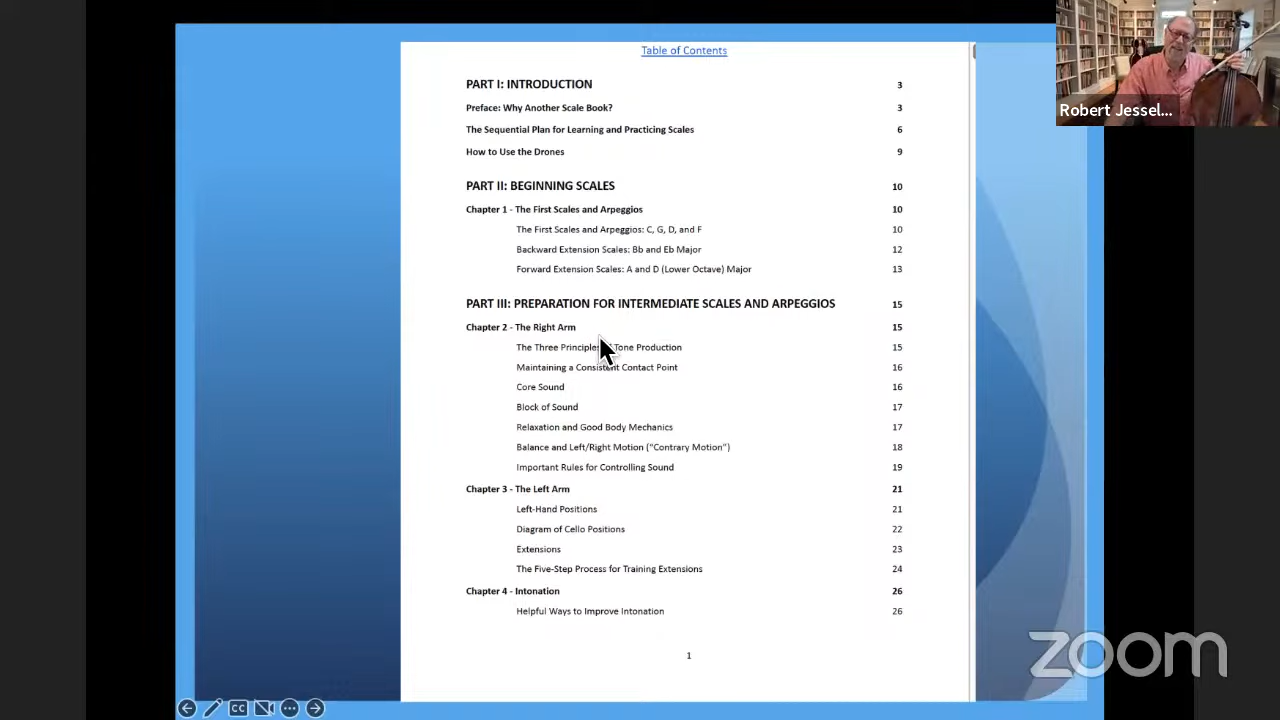 Table of Contents
PART I: INTRODUCTION 3
Preface: Why Another Scale Book? 3
The Sequential Plan for Learning and Practicing Scales 6
How to Use the Drones 9
PART II: BEGINNING SCALES 10
Chapter 1 - The First Scales and Arpeggios 10
The First Scales and Arpeggios: C, G, D, and F 10
Backward Extension Scales: Bb and Eb Major 12
Forward Extension Scales: A and D (Lower Octave) Major 13
PART III: PREPARATION FOR INTERMEDIATE SCALES AND ARPEGGIOS 15
Chapter 2 - The Right Arm 15
The Three Principles Tone Production 15
Maintaining a Consistent Contact Point 16
Core Sound 16
Block of Sound 17
Relaxation and Good Body Mechanics 17
Balance and Left/Right Motion (“Contrary Motion”) 18
Important Rules for Controlling Sound 19
Chapter 3 - The Left Arm 21
Left-Hand Positions 21
Diagram of Cello Positions 22
Extensions 23
The Five-Step Process for Training Extensions 24
Chapter 4 - Intonation 26
Helpful Ways to Improve Intonation 26
1
Robert Jessel...
zoom
CC